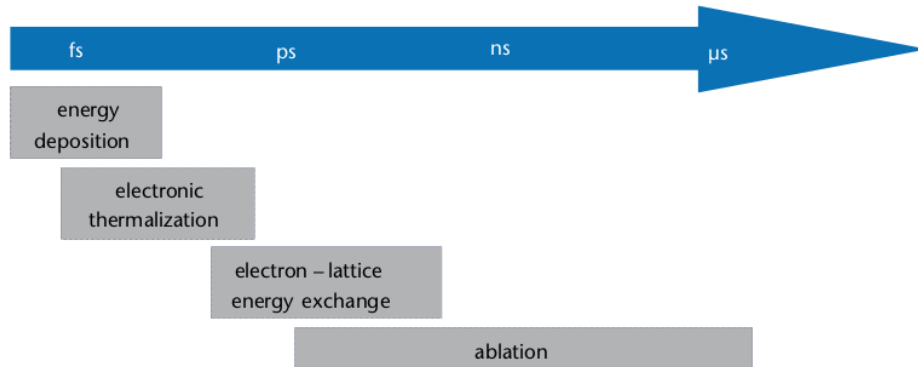 fs ps ns μs
energy
deposition
electronic
thermalization
electron – lattice
energy exchange
ablation